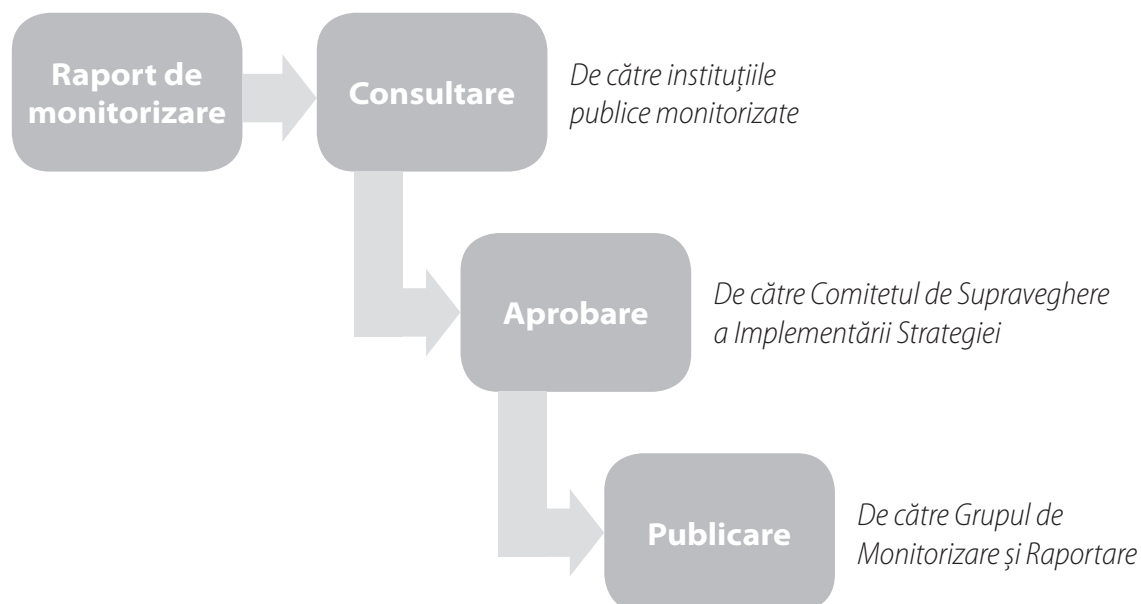 Raport de
monitorizare
Consultare
De către instituțiile
publice monitorizate
Aprobare
De către Comitetul de Supraveghere
a Implementării Strategiei
Publicare
De către Grupul de
Monitorizare și Raportare